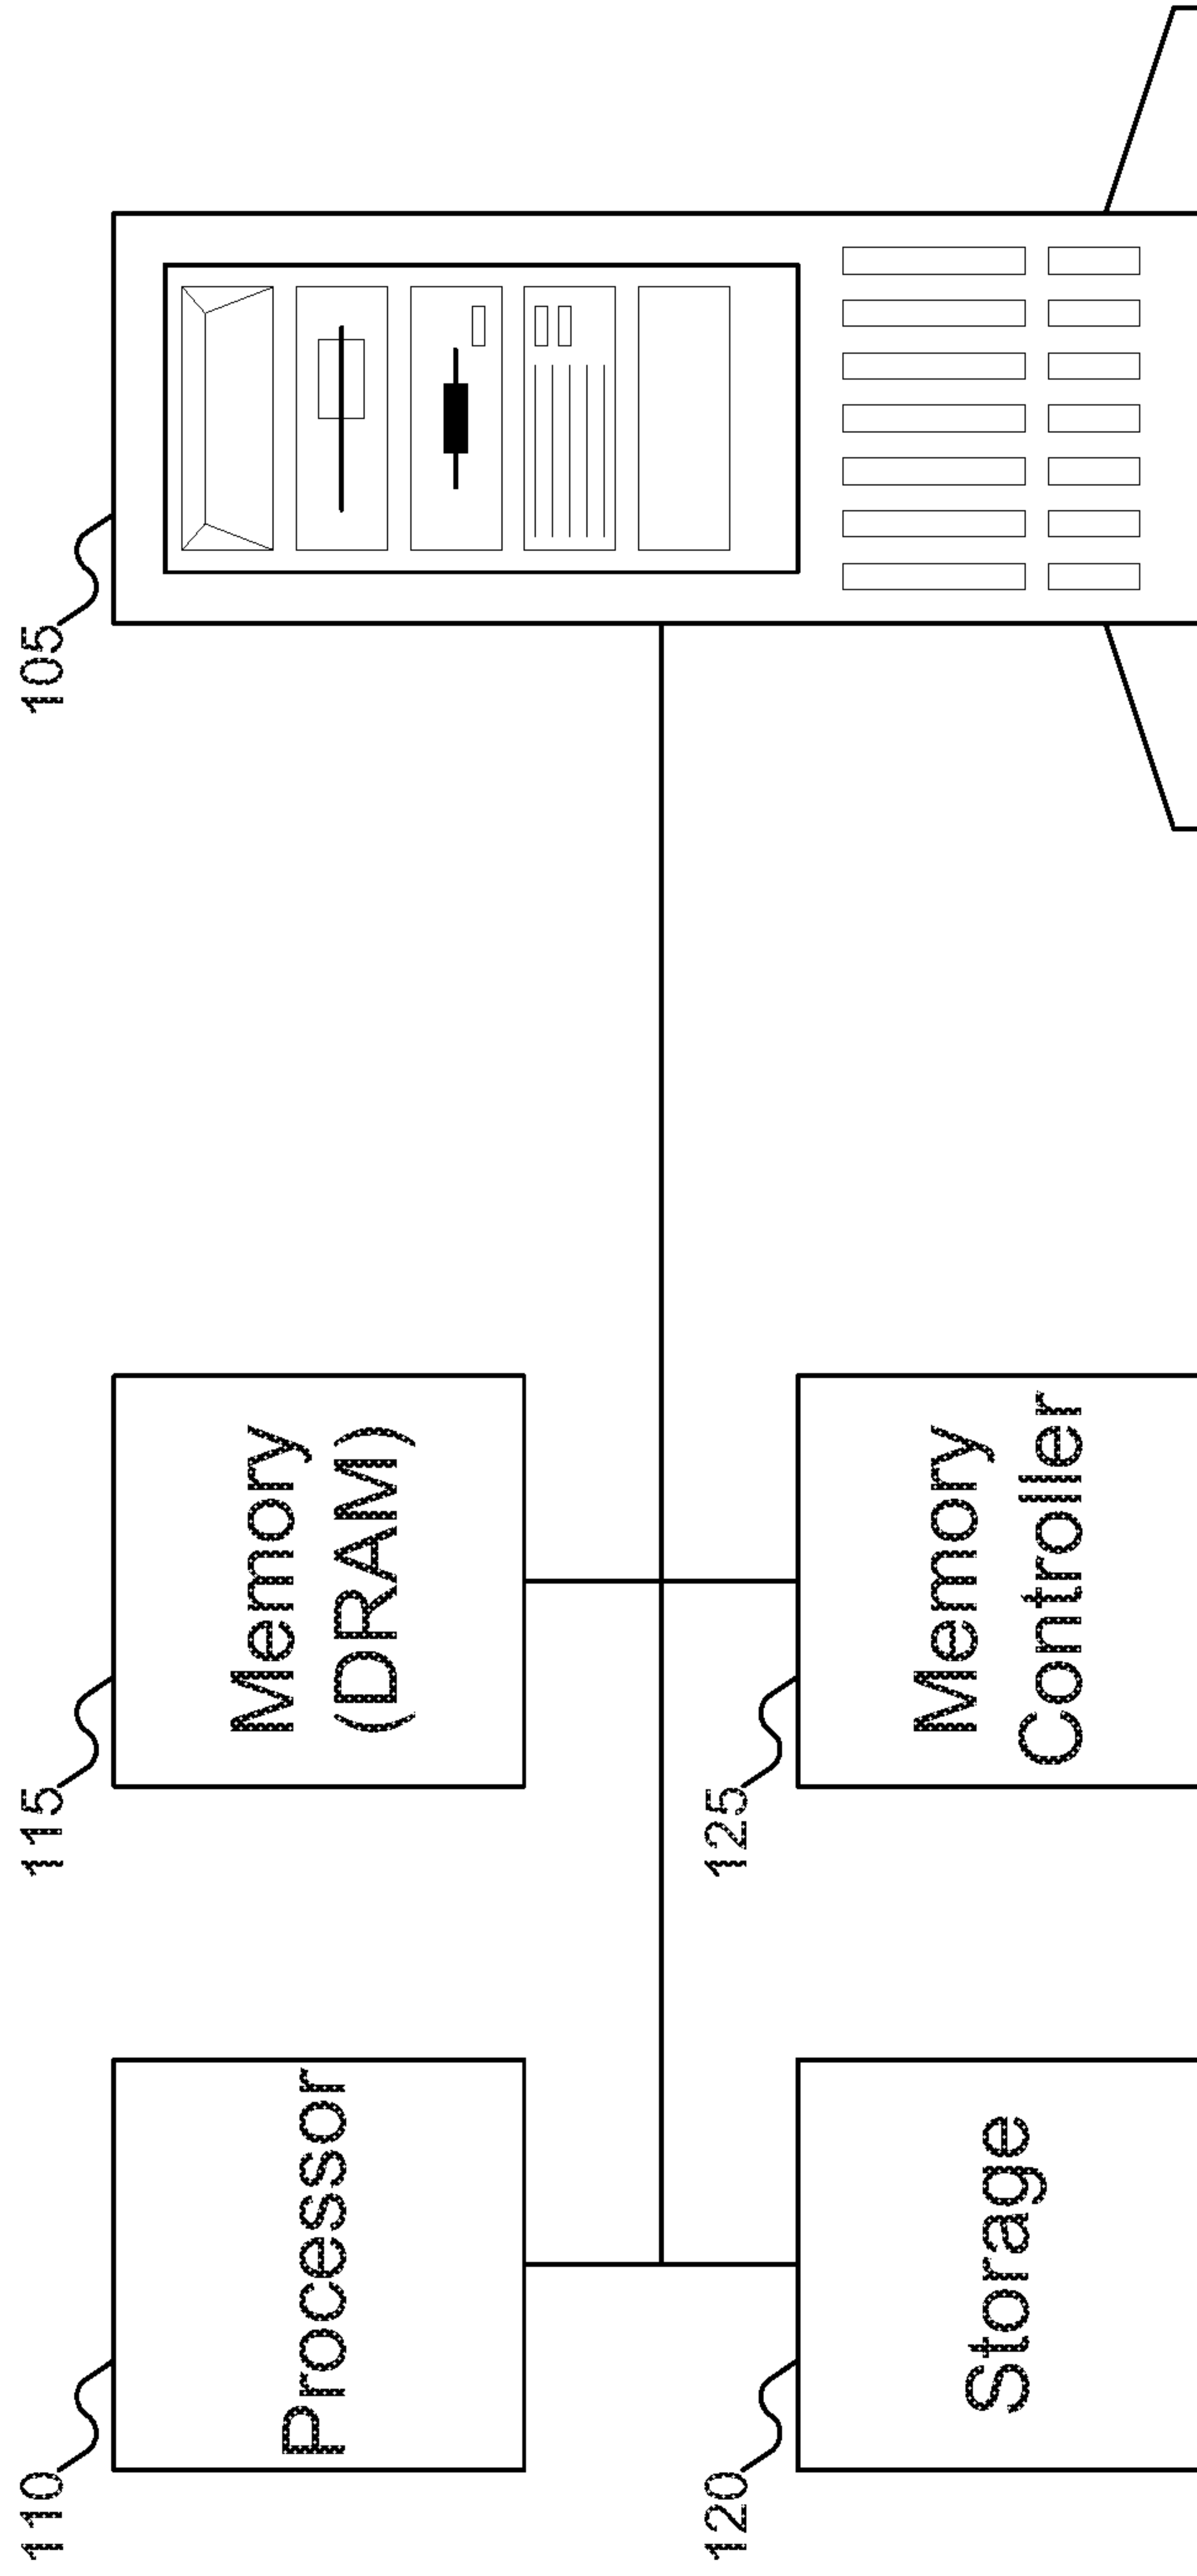 110
Processor
115
Memory
(DRAM)
105
120
Storage
125
Memory
Controller